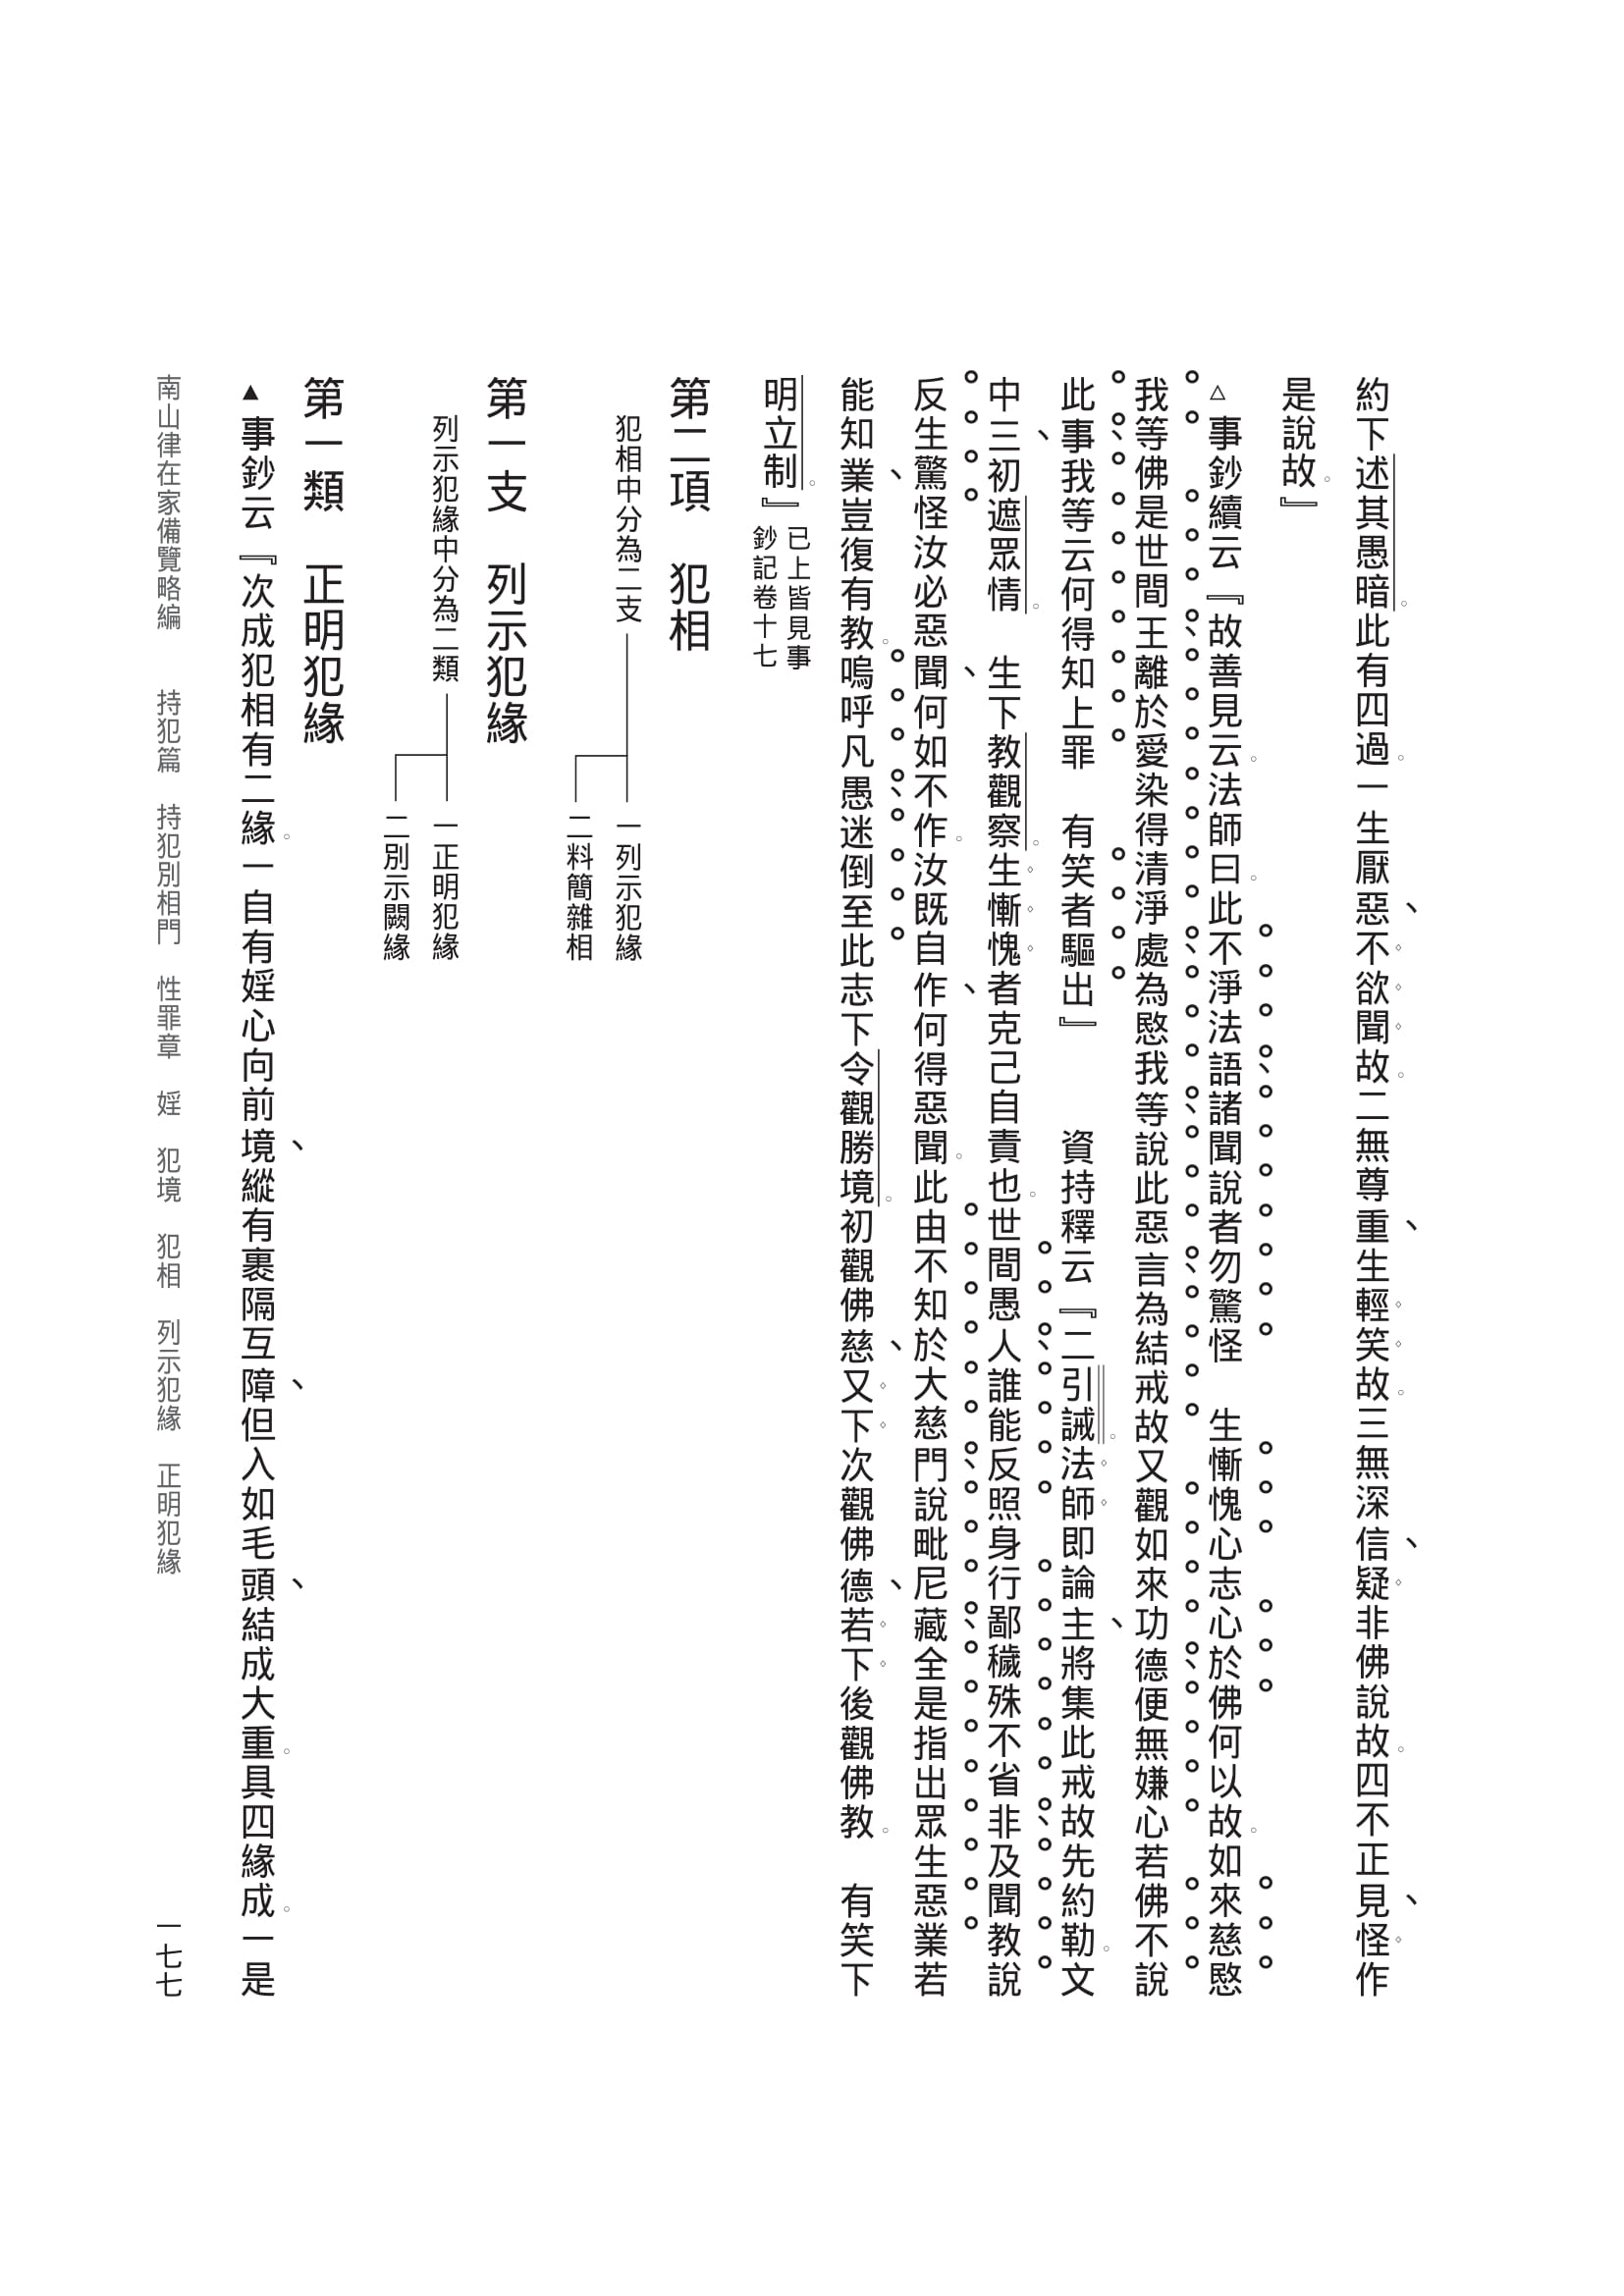 約下述其愚暗。此有四過。一生厭惡、不欲聞故。二無尊重、生輕笑故。三無深信、疑非佛說故。四不正見、怪作
是說故。』
△事鈔續云『故善見云。法師曰。此不淨法語諸聞說者勿驚怪　生慚愧心志心於佛何以故。如來慈愍
我等佛是世間王離於愛染得清淨處為愍我等說此惡言為結戒故又觀如來功德便無嫌心若佛不說
此事我等云何得知上罪　有笑者驅出』　　資持釋云『二引誡。法師即論主、將集此戒故先約勒。文
中三、初遮眾情。　生下教觀察。生慚愧者克己自責也。世間愚人誰能反照身行鄙穢殊不省非及聞教說
反生驚怪汝必惡聞、何如不作。汝既自作、何得惡聞。此由不知於大慈門說毗尼藏全是指出眾生惡業若
能知業、豈復有教。嗚呼凡愚迷倒至此志下令觀勝境。初觀佛慈、又下次觀佛德、若下後觀佛教。　有笑下
明立制。』已上皆見事
鈔記卷十七
第二項　犯相
犯相中分為二支
一列示犯緣
二料簡雜相
第一支　列示犯緣
列示犯緣中分為二類
一正明犯緣
二別示闕緣
第一類　正明犯緣
▲事鈔云『次成犯相有二緣。一自有婬心向前境、縱有裹隔互障、但入如毛頭、結成大重。具四緣成。一是
南山律在家備覽略編　　持犯篇　持犯別相門　性罪章　婬　犯境　犯相　列示犯緣　正明犯緣
一七七